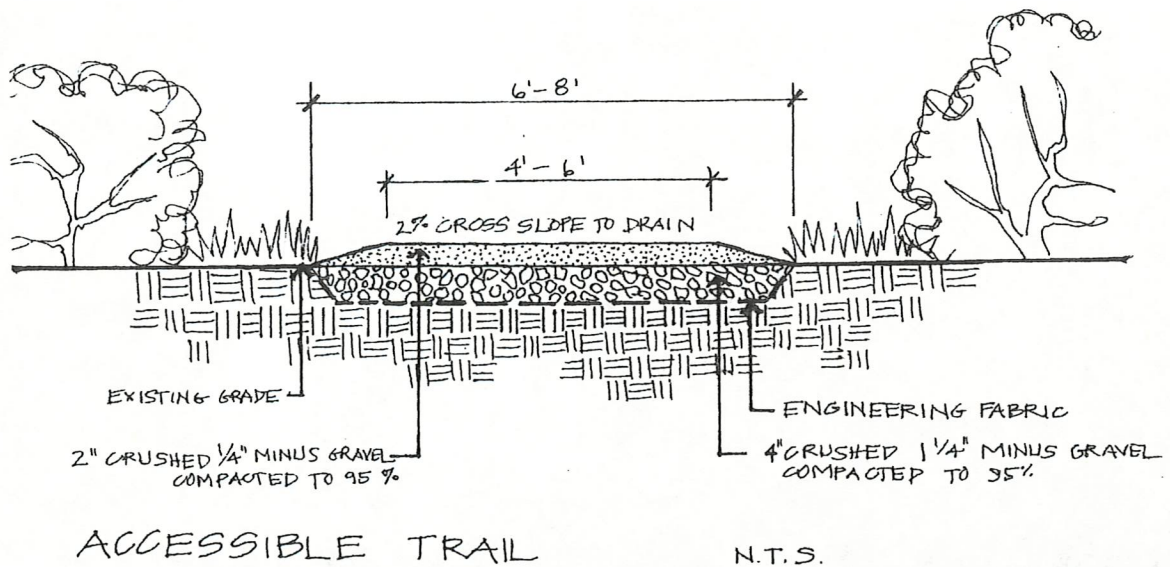 6'-8'
4'-6'
2% CROSS SLOPE TO DRAIN
EXISTING GRADE
ENGINEERING FABRIC
2" CRUSHED 1/4" MINUS GRAVEL
COMPACTED TO 95%
4" CRUSHED 1 1/4" MINUS GRAVEL
COMPACTED TO 95%
ACCESSIBLE TRAIL
N.T.S.